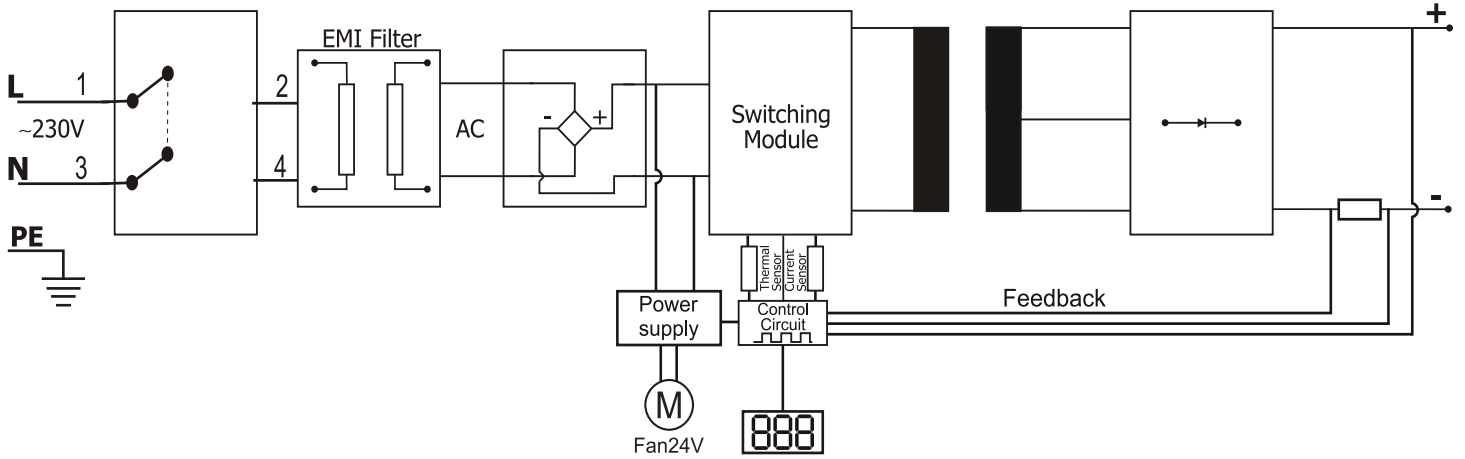 EMI Filter
L
1
2
~230V
N
3
4
PE
AC
-
+
Switching
Module
Thermal
Sensor
Current
Sensor
Power
supply
Control
Circuit
M
Fan24V
888
Feedback
+
-